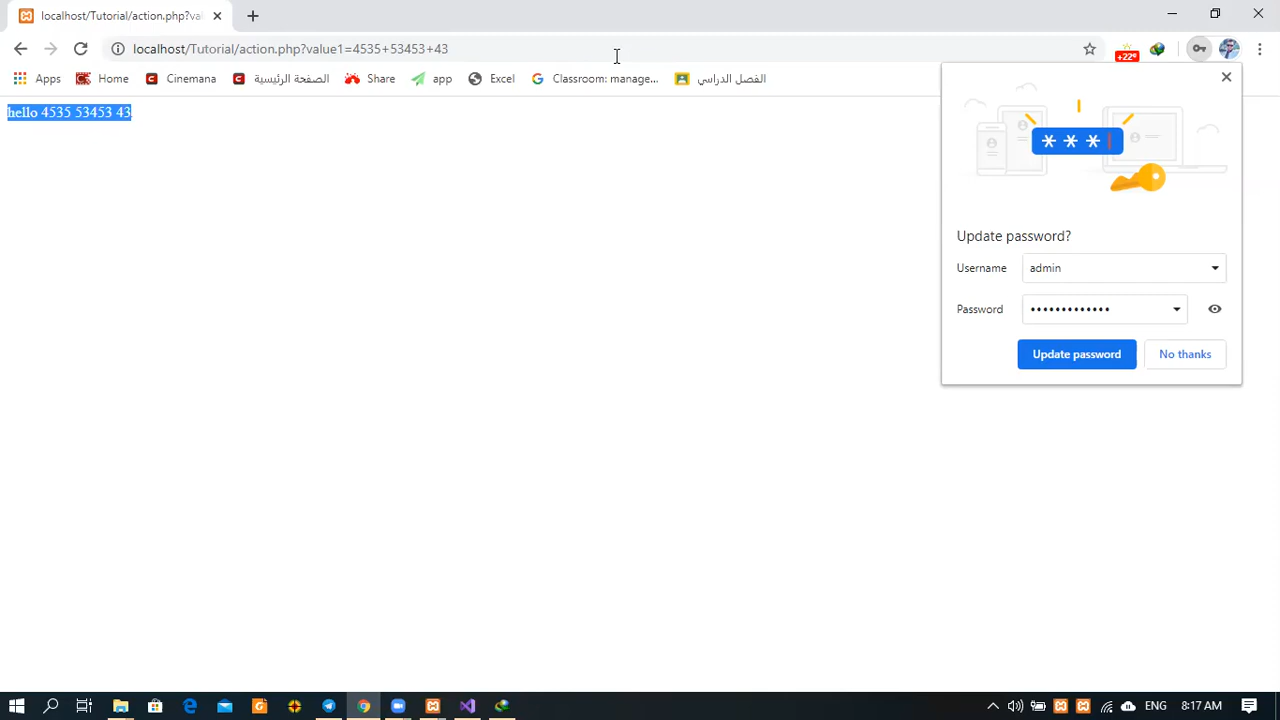 localhost/Tutorial/action.php?val
localhost/Tutorial/action.php?value1=4535+53453+43
+22°
Apps
Home
Cinemana
الصفحة الرئيسية
Share
app
Excel
Classroom: manage...
الفصل الدراسي
hello 4535 53453 43
Update password?
Username
admin
Password
Update password
No thanks
ENG
8:17 AM